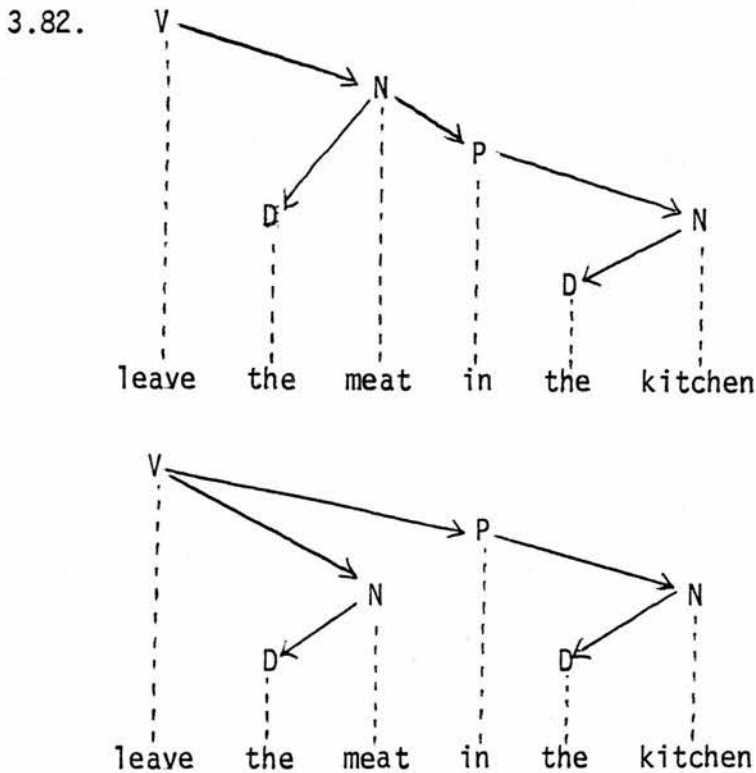 3.82. V
N
P
D N
D
leave the meat in the kitchen
V
P
N N
D D
leave the meat in the kitchen